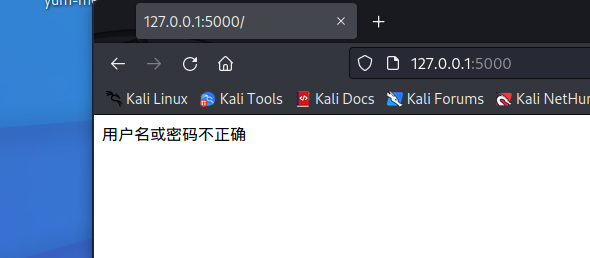 yum-me
127.0.0.1:5000/
127.0.0.1:5000
Kali Linux Kali Tools Kali Docs Kali Forums Kali NetHun
用户名或密码不正确